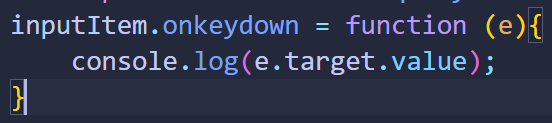 inputItem.onkeydown = function (e){
    console.log(e.target.value);
}